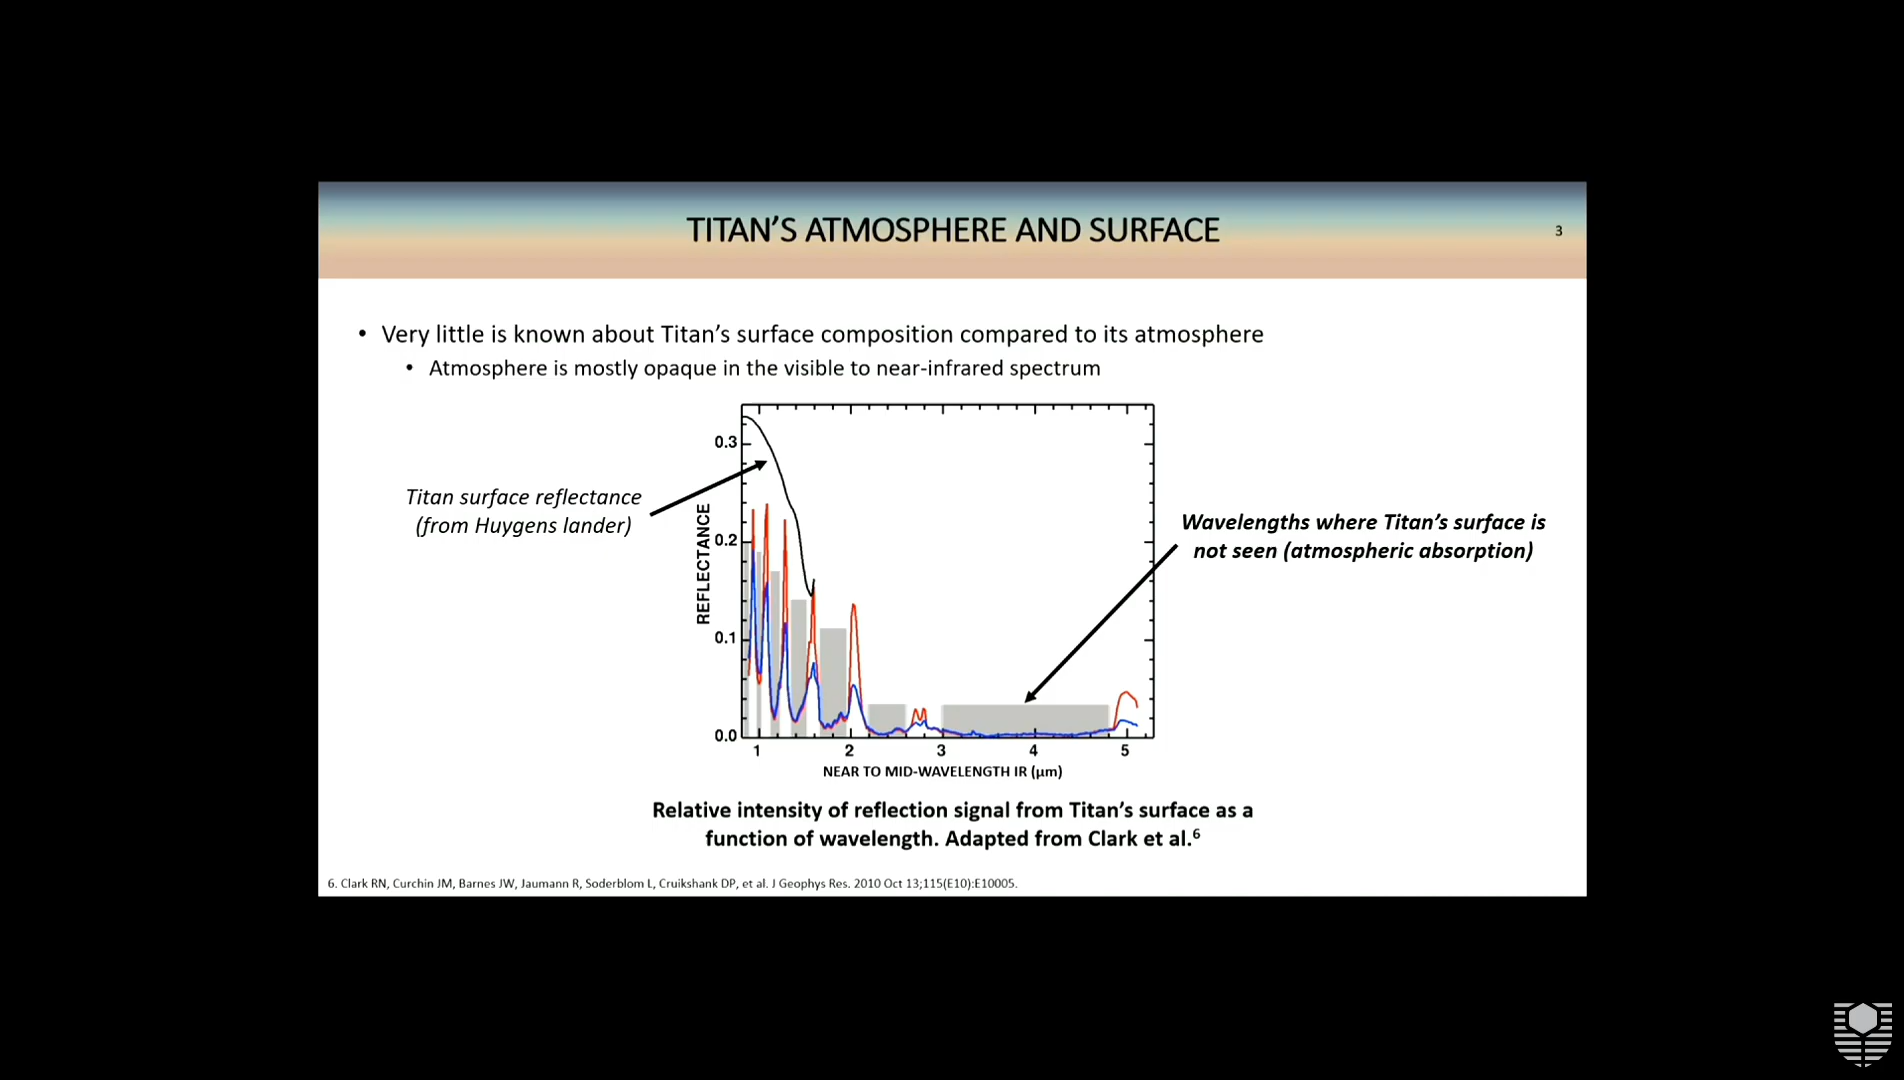 TITAN’S ATMOSPHERE AND SURFACE
3
• Very little is known about Titan’s surface composition compared to its atmosphere
• Atmosphere is mostly opaque in the visible to near-infrared spectrum
Titan surface reflectance
(from Huygens lander)
Wavelengths where Titan’s surface is
not seen (atmospheric absorption)
REFLECTANCE
0.3
0.2
0.1
0.0
1 2 3 4 5
NEAR TO MID-WAVELENGTH IR (μm)
Relative intensity of reflection signal from Titan’s surface as a
function of wavelength. Adapted from Clark et al.⁶
6. Clark RN, Curchin JM, Barnes JW, Jaumann R, Soderblom L, Cruikshank DP, et al. J Geophys Res. 2010 Oct 13;115(E10):E10005.